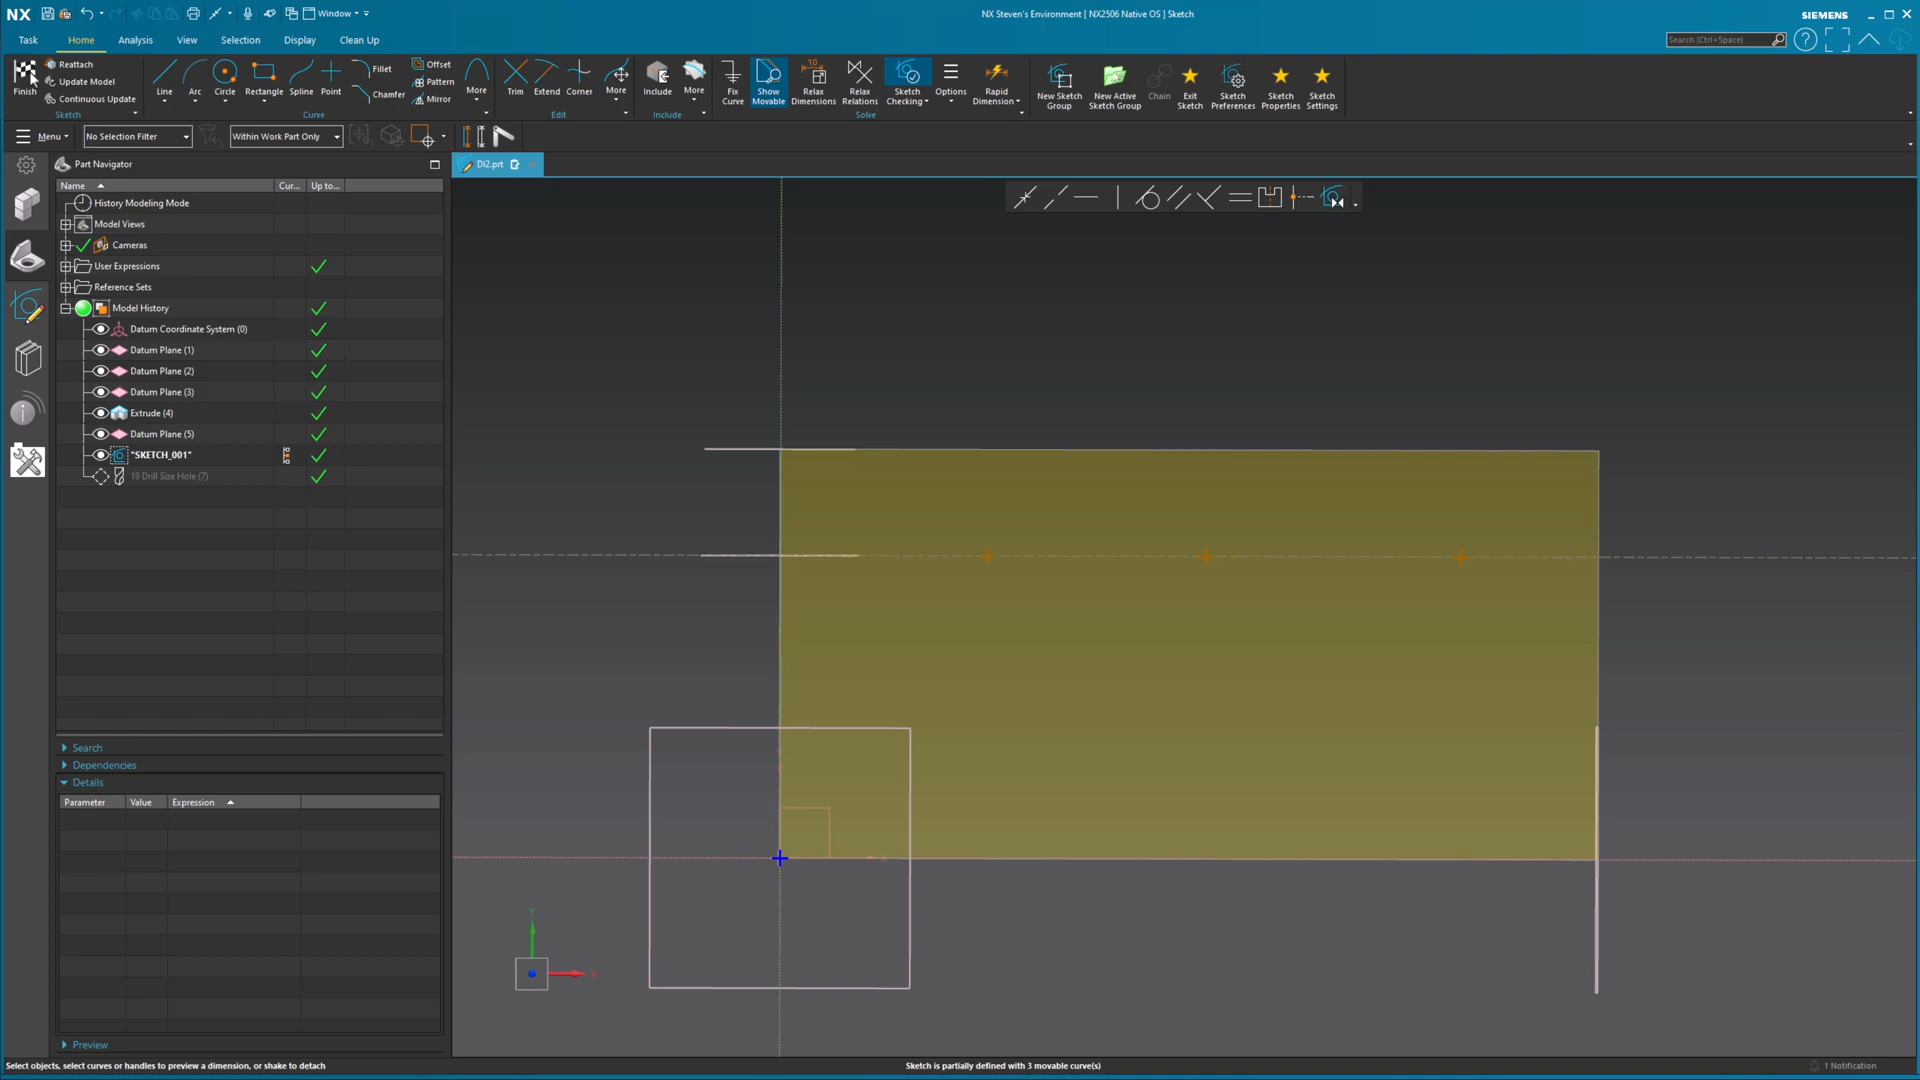 NX
Window
NX Steven's Environment [ NX2506 Native OS ] Sketch
SIEMENS
Task
Home
Analysis
View
Selection
Display
Clean Up
Search (Ctrl+Space)
Finish
Reattach
Update Model
Continuous Update
Sketch
Line
Arc
Circle
Rectangle
Spline
Point
Fillet
Chamfer
Offset
Pattern
Mirror
More
Curve
Trim
Extend
Corner
More
Edit
Include
More
Include
Fix
Curve
Show
Movable
10
Relax
Dimensions
Relax
Relations
Sketch
Checking
Options
Rapid
Dimension
Solve
New Sketch
Group
New Active
Sketch Group
Chain
Exit
Sketch
Sketch
Preferences
Sketch
Properties
Sketch
Settings
Menu
No Selection Filter
Within Work Part Only
Part Navigator
DI2.prt
Name
Cur...
Up to...
History Modeling Mode
Model Views
Cameras
User Expressions
Reference Sets
Model History
Datum Coordinate System (0)
Datum Plane (1)
Datum Plane (2)
Datum Plane (3)
Extrude (4)
Datum Plane (5)
"SKETCH_001"
19 Drill Size Hole (7)
Search
Dependencies
Details
Parameter
Value
Expression
Preview
Y
X
X
Select objects, select curves or handles to preview a dimension, or shake to detach
Sketch is partially defined with 3 movable curve(s)
1 Notification